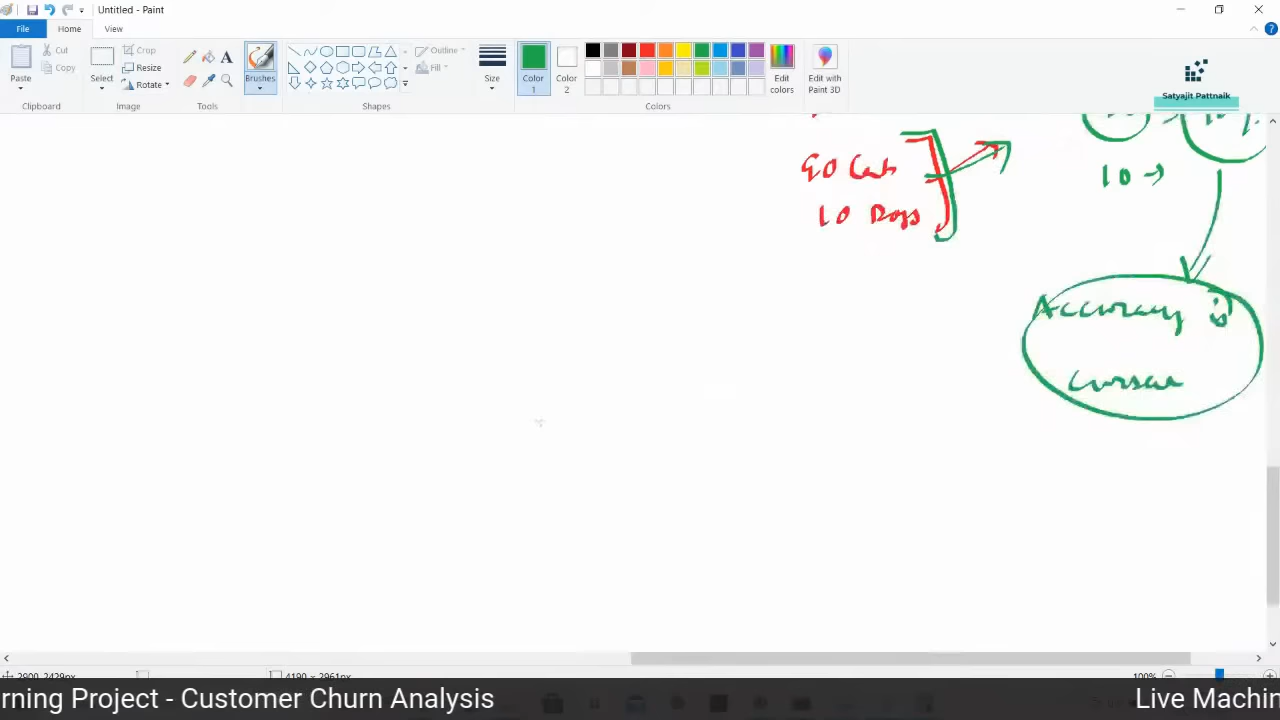 Untitled - Paint
File
Home
View
Paste
Cut
Copy
Clipboard
Select
Crop
Resize
Rotate
Image
Tools
Brushes
Shapes
Outline
Fill
Size
Color 1
Color 2
Colors
Edit colors
Edit with Paint 3D
Satyajit Pattnaik
90 Cats
10 Dogs
10 →
Accuracy is
cursed
100%
rning Project - Customer Churn Analysis
Live Machin